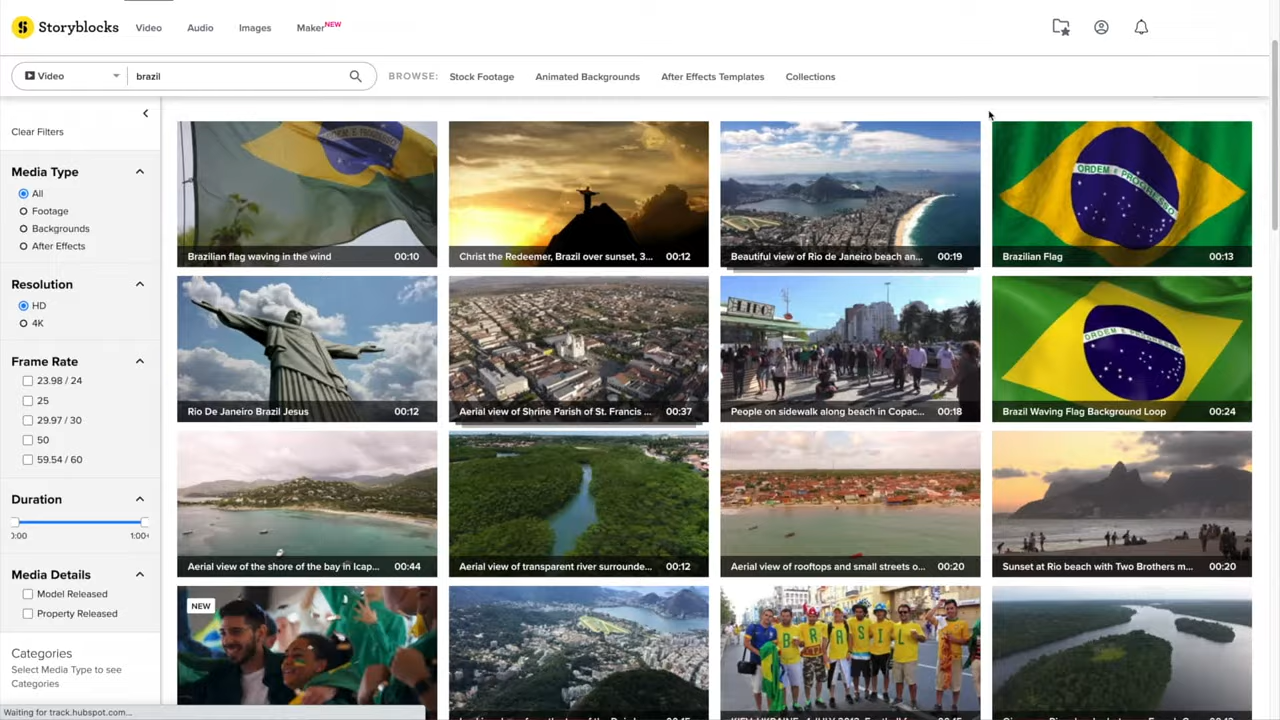 Storyblocks
Video
Audio
Images
Maker NEW
Video
brazil
BROWSE:
Stock Footage
Animated Backgrounds
After Effects Templates
Collections
Clear Filters
Media Type
All
Footage
Backgrounds
After Effects
Resolution
HD
4K
Frame Rate
23.98 / 24
25
29.97 / 30
50
59.54 / 60
Duration
0:00
1:00+
Media Details
Model Released
Property Released
Categories
Select Media Type to see
Categories
ORDEM E PROGRESSO
Brazilian flag waving in the wind 00:10
Christ the Redeemer, Brazil over sunset, 3... 00:12
Beautiful view of Rio de Janeiro beach an... 00:19
ORDEM E PROGRESSO
Brazilian Flag 00:13
Rio De Janeiro Brazil Jesus 00:12
Aerial view of Shrine Parish of St. Francis ... 00:37
People on sidewalk along beach in Copac... 00:18
ORDEM E PROGRESSO
Brazil Waving Flag Background Loop 00:24
Aerial view of the shore of the bay in Icap... 00:44
Aerial view of transparent river surrounde... 00:12
Aerial view of rooftops and small streets o... 00:20
Sunset at Rio beach with Two Brothers m... 00:20
NEW
BRASIL
Waiting for track.hubspot.com...